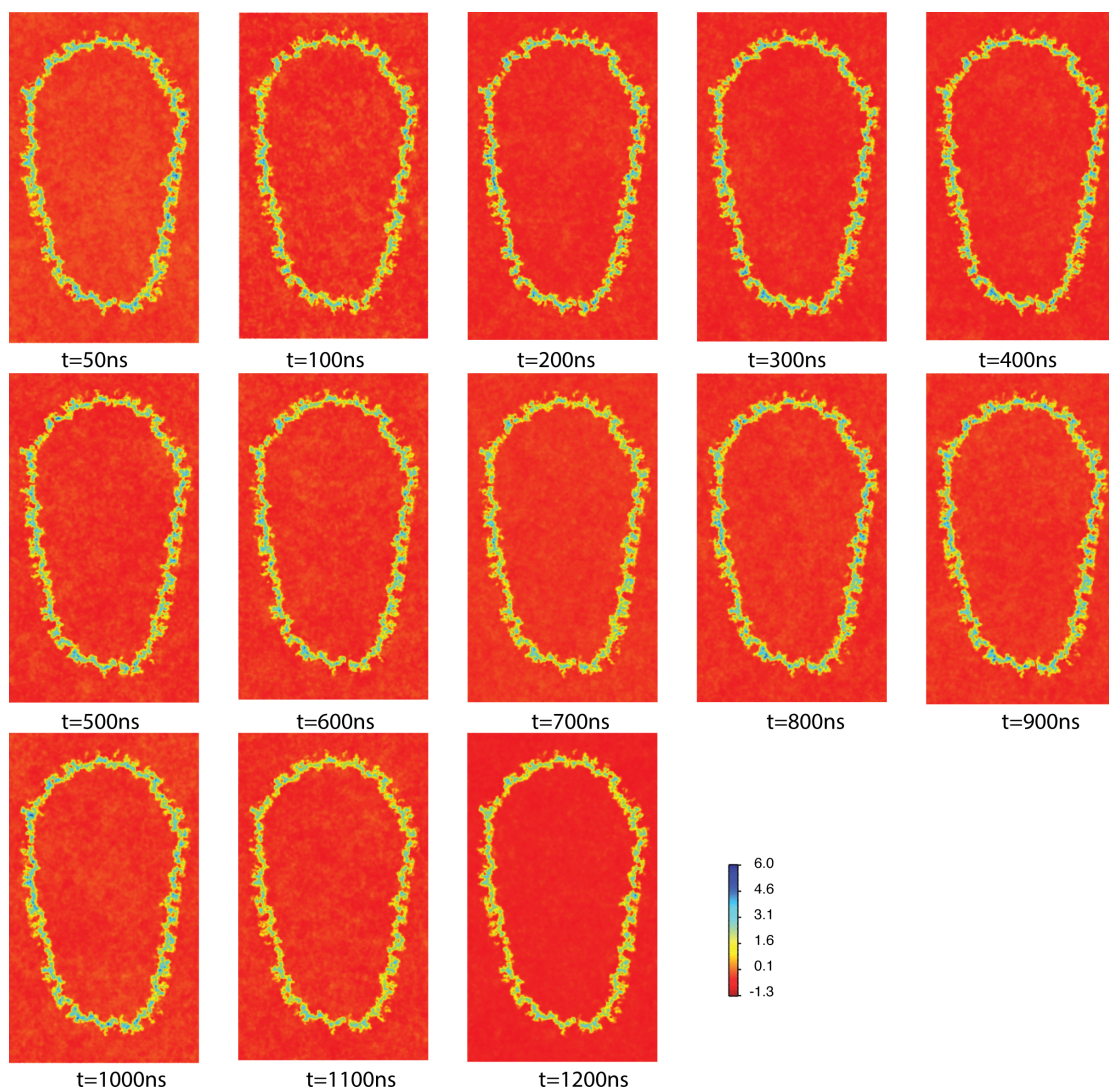 t=50ns
t=100ns
t=200ns
t=300ns
t=400ns
t=500ns
t=600ns
t=700ns
t=800ns
t=900ns
t=1000ns
t=1100ns
t=1200ns
6.0
4.6
3.1
1.6
0.1
-1.3